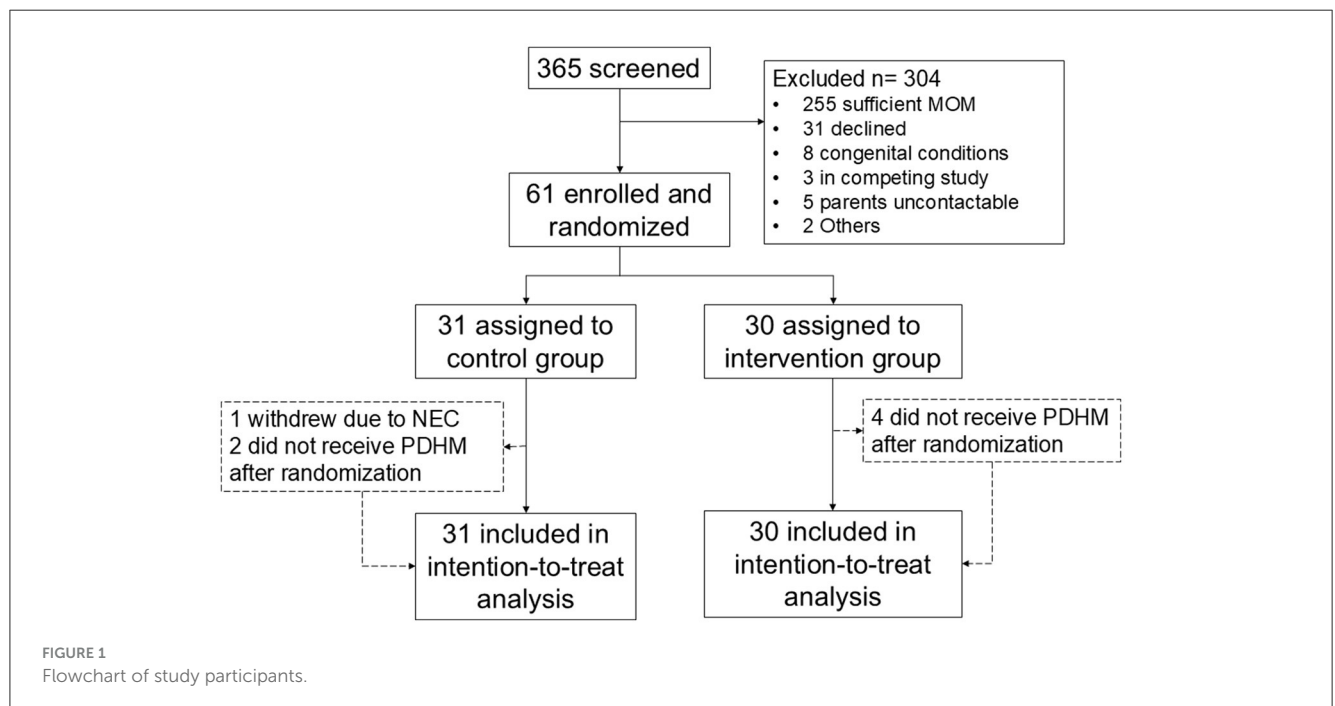 365 screened
Excluded n= 304
• 255 sufficient MOM
• 31 declined
• 8 congenital conditions
• 3 in competing study
• 5 parents uncontactable
• 2 Others
61 enrolled and
randomized
31 assigned to
control group
30 assigned to
intervention group
1 withdrew due to NEC
2 did not receive PDHM
after randomization
4 did not receive PDHM
after randomization
31 included in
intention-to-treat
analysis
30 included in
intention-to-treat
analysis
FIGURE 1
Flowchart of study participants.